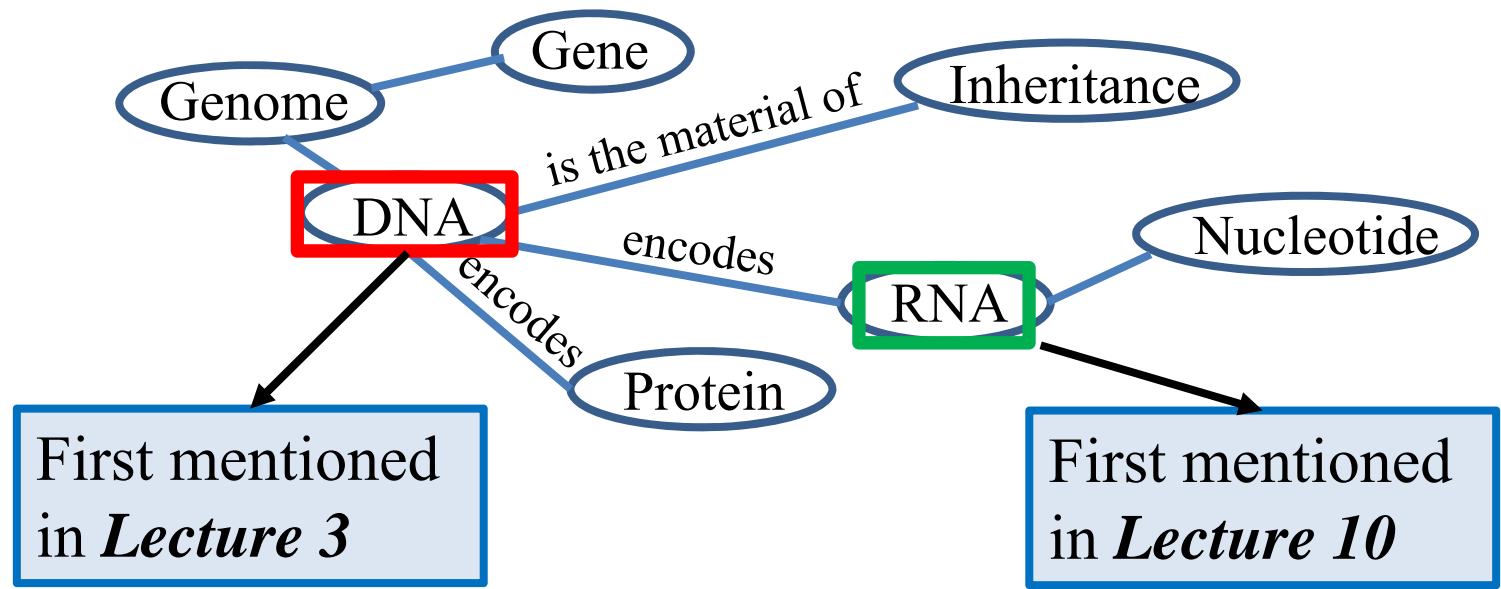 Gene
Genome
Inheritance
is the material of
DNA
encodes
Nucleotide
encodes
RNA
Protein
First mentioned
in Lecture 3
First mentioned
in Lecture 10